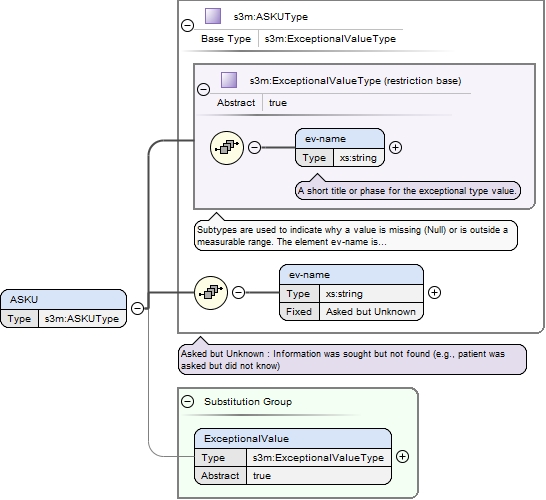 s3m:ASKUType
Base Type s3m:ExceptionalValueType
s3m:ExceptionalValueType (restriction base)
Abstract true
ev-name
Type xs:string
A short title or phase for the exceptional type value.
Subtypes are used to indicate why a value is missing (Null) or is outside a
measurable range. The element ev-name is...
ev-name
Type xs:string
Fixed Asked but Unknown
ASKU
Type s3m:ASKUType
Asked but Unknown : Information was sought but not found (e.g., patient was
asked but did not know)
Substitution Group
ExceptionalValue
Type s3m:ExceptionalValueType
Abstract true